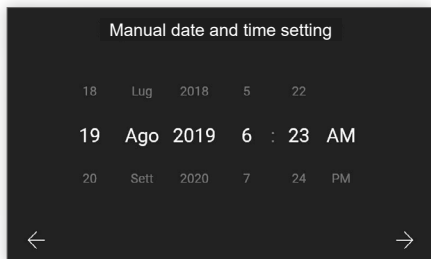 Manual date and time setting
18 Lug 2018 5 22
19 Ago 2019 6 : 23 AM
20 Sett 2020 7 24 PM